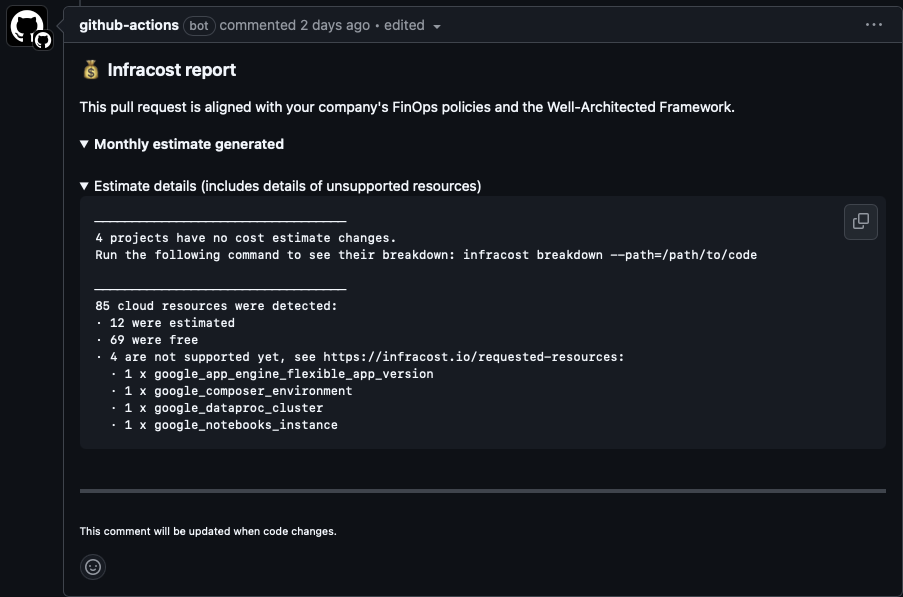 github-actions bot commented 2 days ago • edited
💰 Infracost report
This pull request is aligned with your company's FinOps policies and the Well-Architected Framework.
▼ Monthly estimate generated
▼ Estimate details (includes details of unsupported resources)
──────────────────────────────────
4 projects have no cost estimate changes.
Run the following command to see their breakdown: infracost breakdown --path=/path/to/code
──────────────────────────────────
85 cloud resources were detected:
∙ 12 were estimated
∙ 69 were free
∙ 4 are not supported yet, see https://infracost.io/requested-resources:
∙ 1 x google_app_engine_flexible_app_version
∙ 1 x google_composer_environment
∙ 1 x google_dataproc_cluster
∙ 1 x google_notebooks_instance
This comment will be updated when code changes.